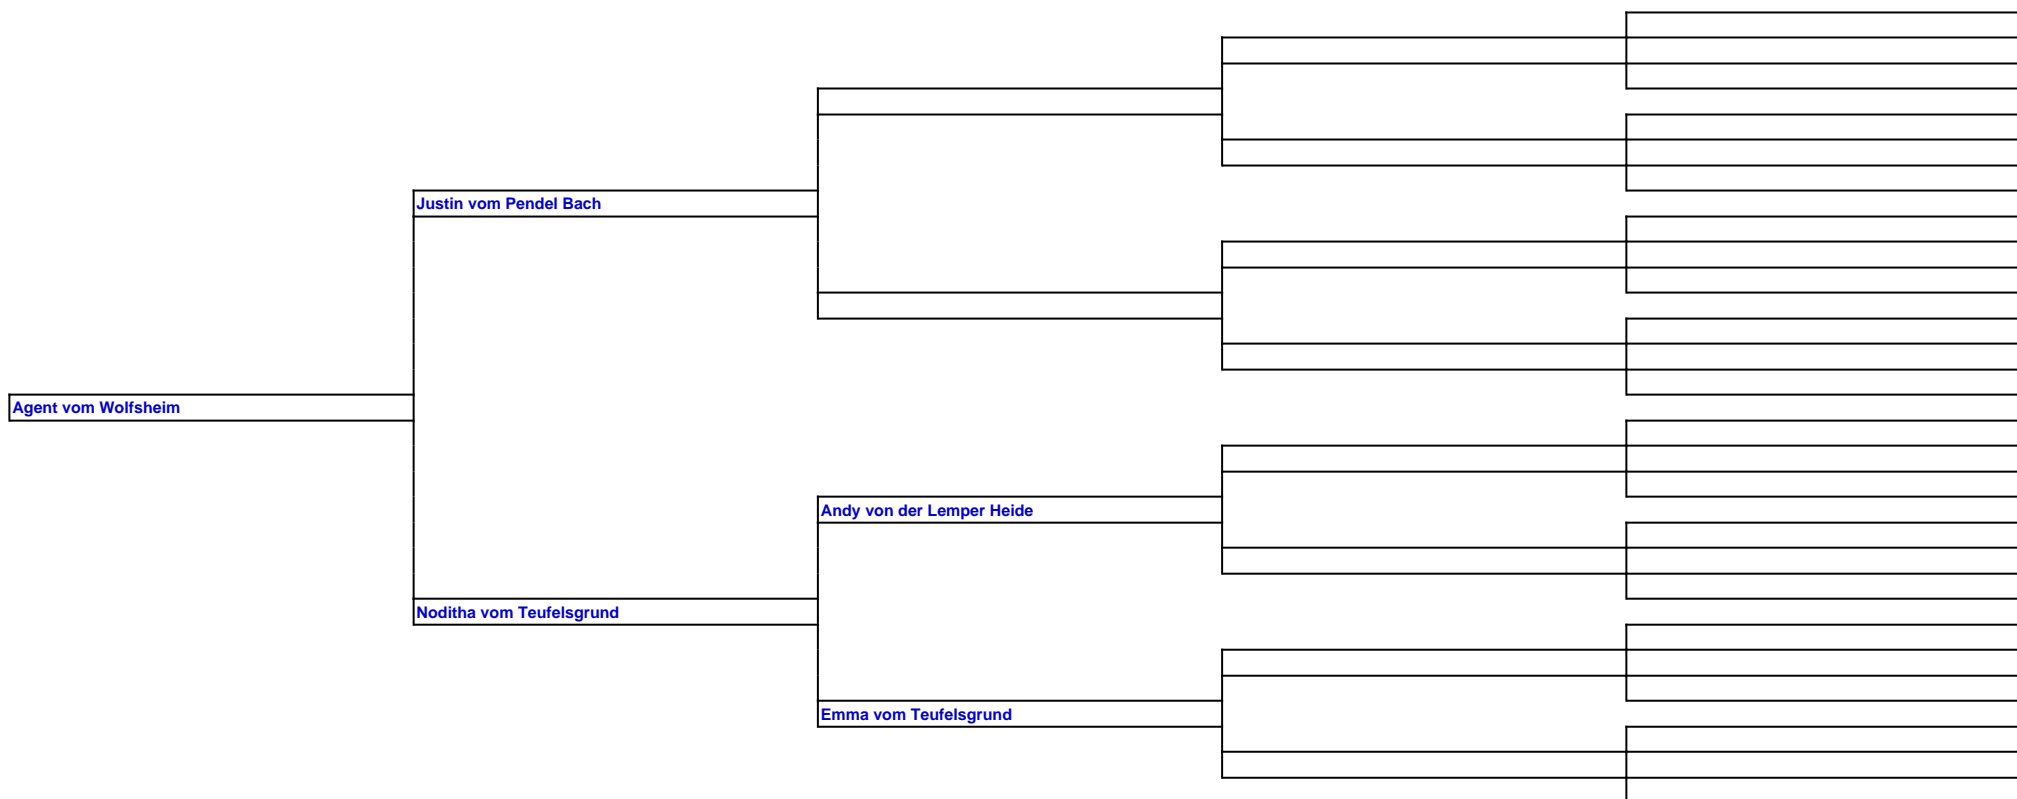 Justin vom Pendel Bach
Agent vom Wolfsheim
Andy von der Lemper Heide
Noditha vom Teufelsgrund
Emma vom Teufelsgrund